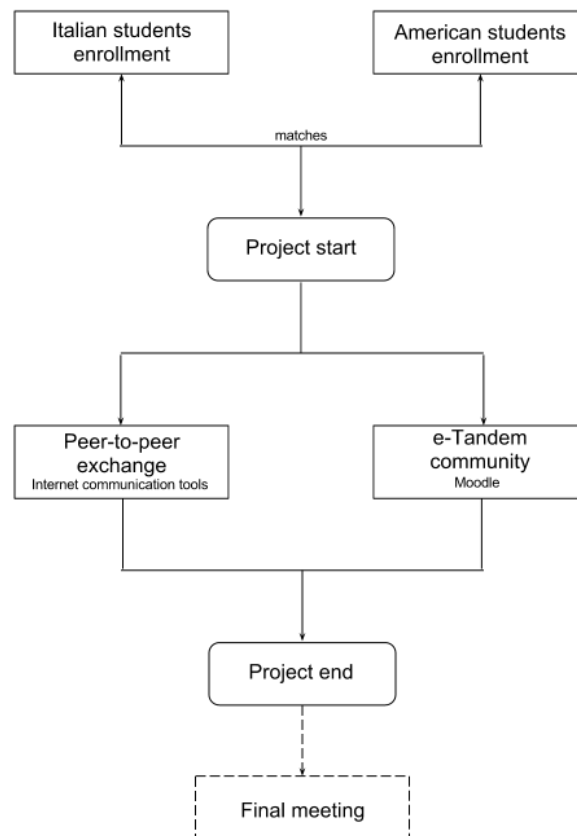 Italian students
enrollment
American students
enrollment
matches
Project start
Peer-to-peer
exchange
Internet communication tools
e-Tandem
community
Moodle
Project end
Final meeting